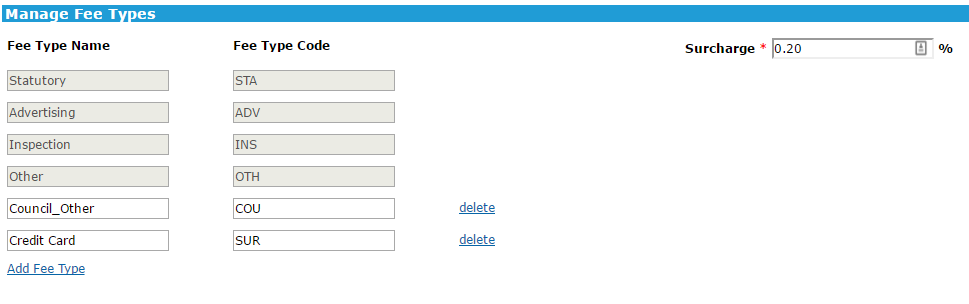 Manage Fee Types
Fee Type Name Fee Type Code Surcharge * 0.20 %
Statutory STA
Advertising ADV
Inspection INS
Other OTH
Council_Other COU delete
Credit Card SUR delete
Add Fee Type